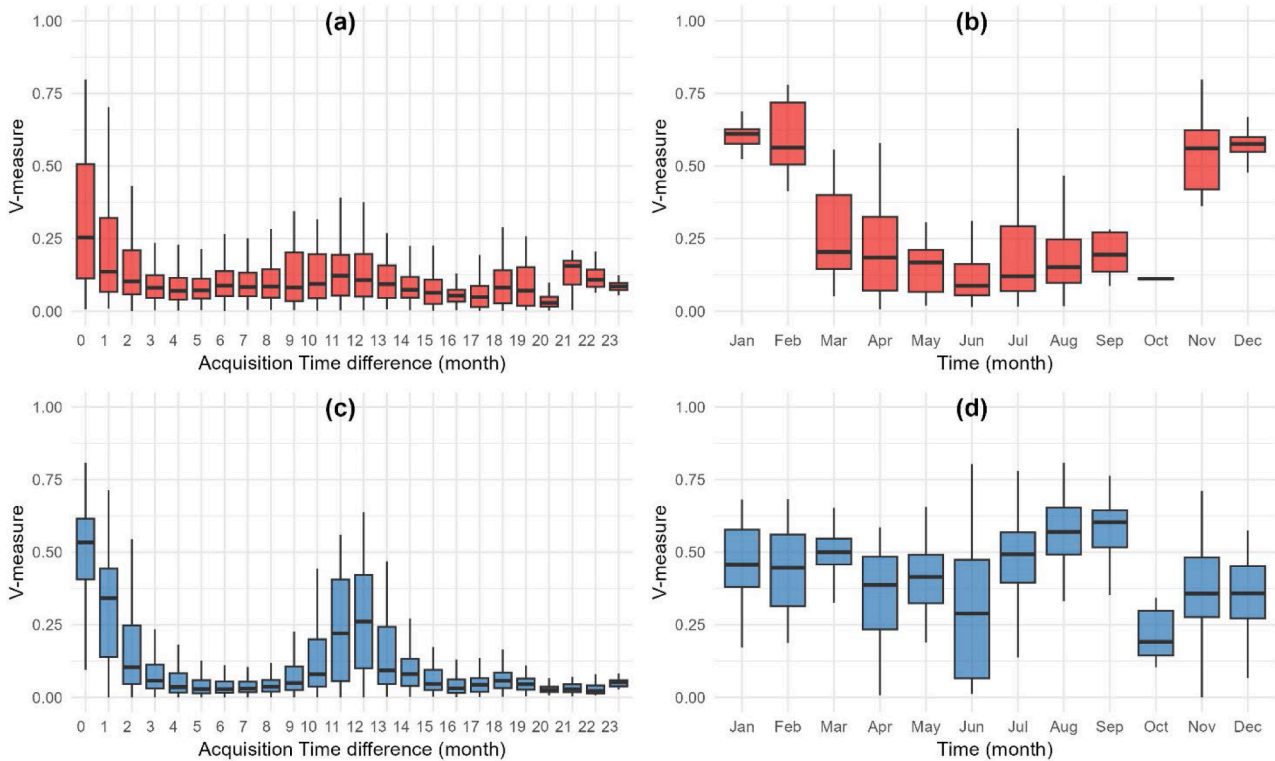 (a)
1.00
0.75
0.50
0.25
0.00
V-measure
0 1 2 3 4 5 6 7 8 9 10 11 12 13 14 15 16 17 18 19 20 21 22 23
Acquisition Time difference (month)
(b)
1.00
0.75
0.50
0.25
0.00
V-measure
Jan Feb Mar Apr May Jun Jul Aug Sep Oct Nov Dec
Time (month)
(c)
1.00
0.75
0.50
0.25
0.00
V-measure
0 1 2 3 4 5 6 7 8 9 10 11 12 13 14 15 16 17 18 19 20 21 22 23
Acquisition Time difference (month)
(d)
1.00
0.75
0.50
0.25
0.00
V-measure
Jan Feb Mar Apr May Jun Jul Aug Sep Oct Nov Dec
Time (month)